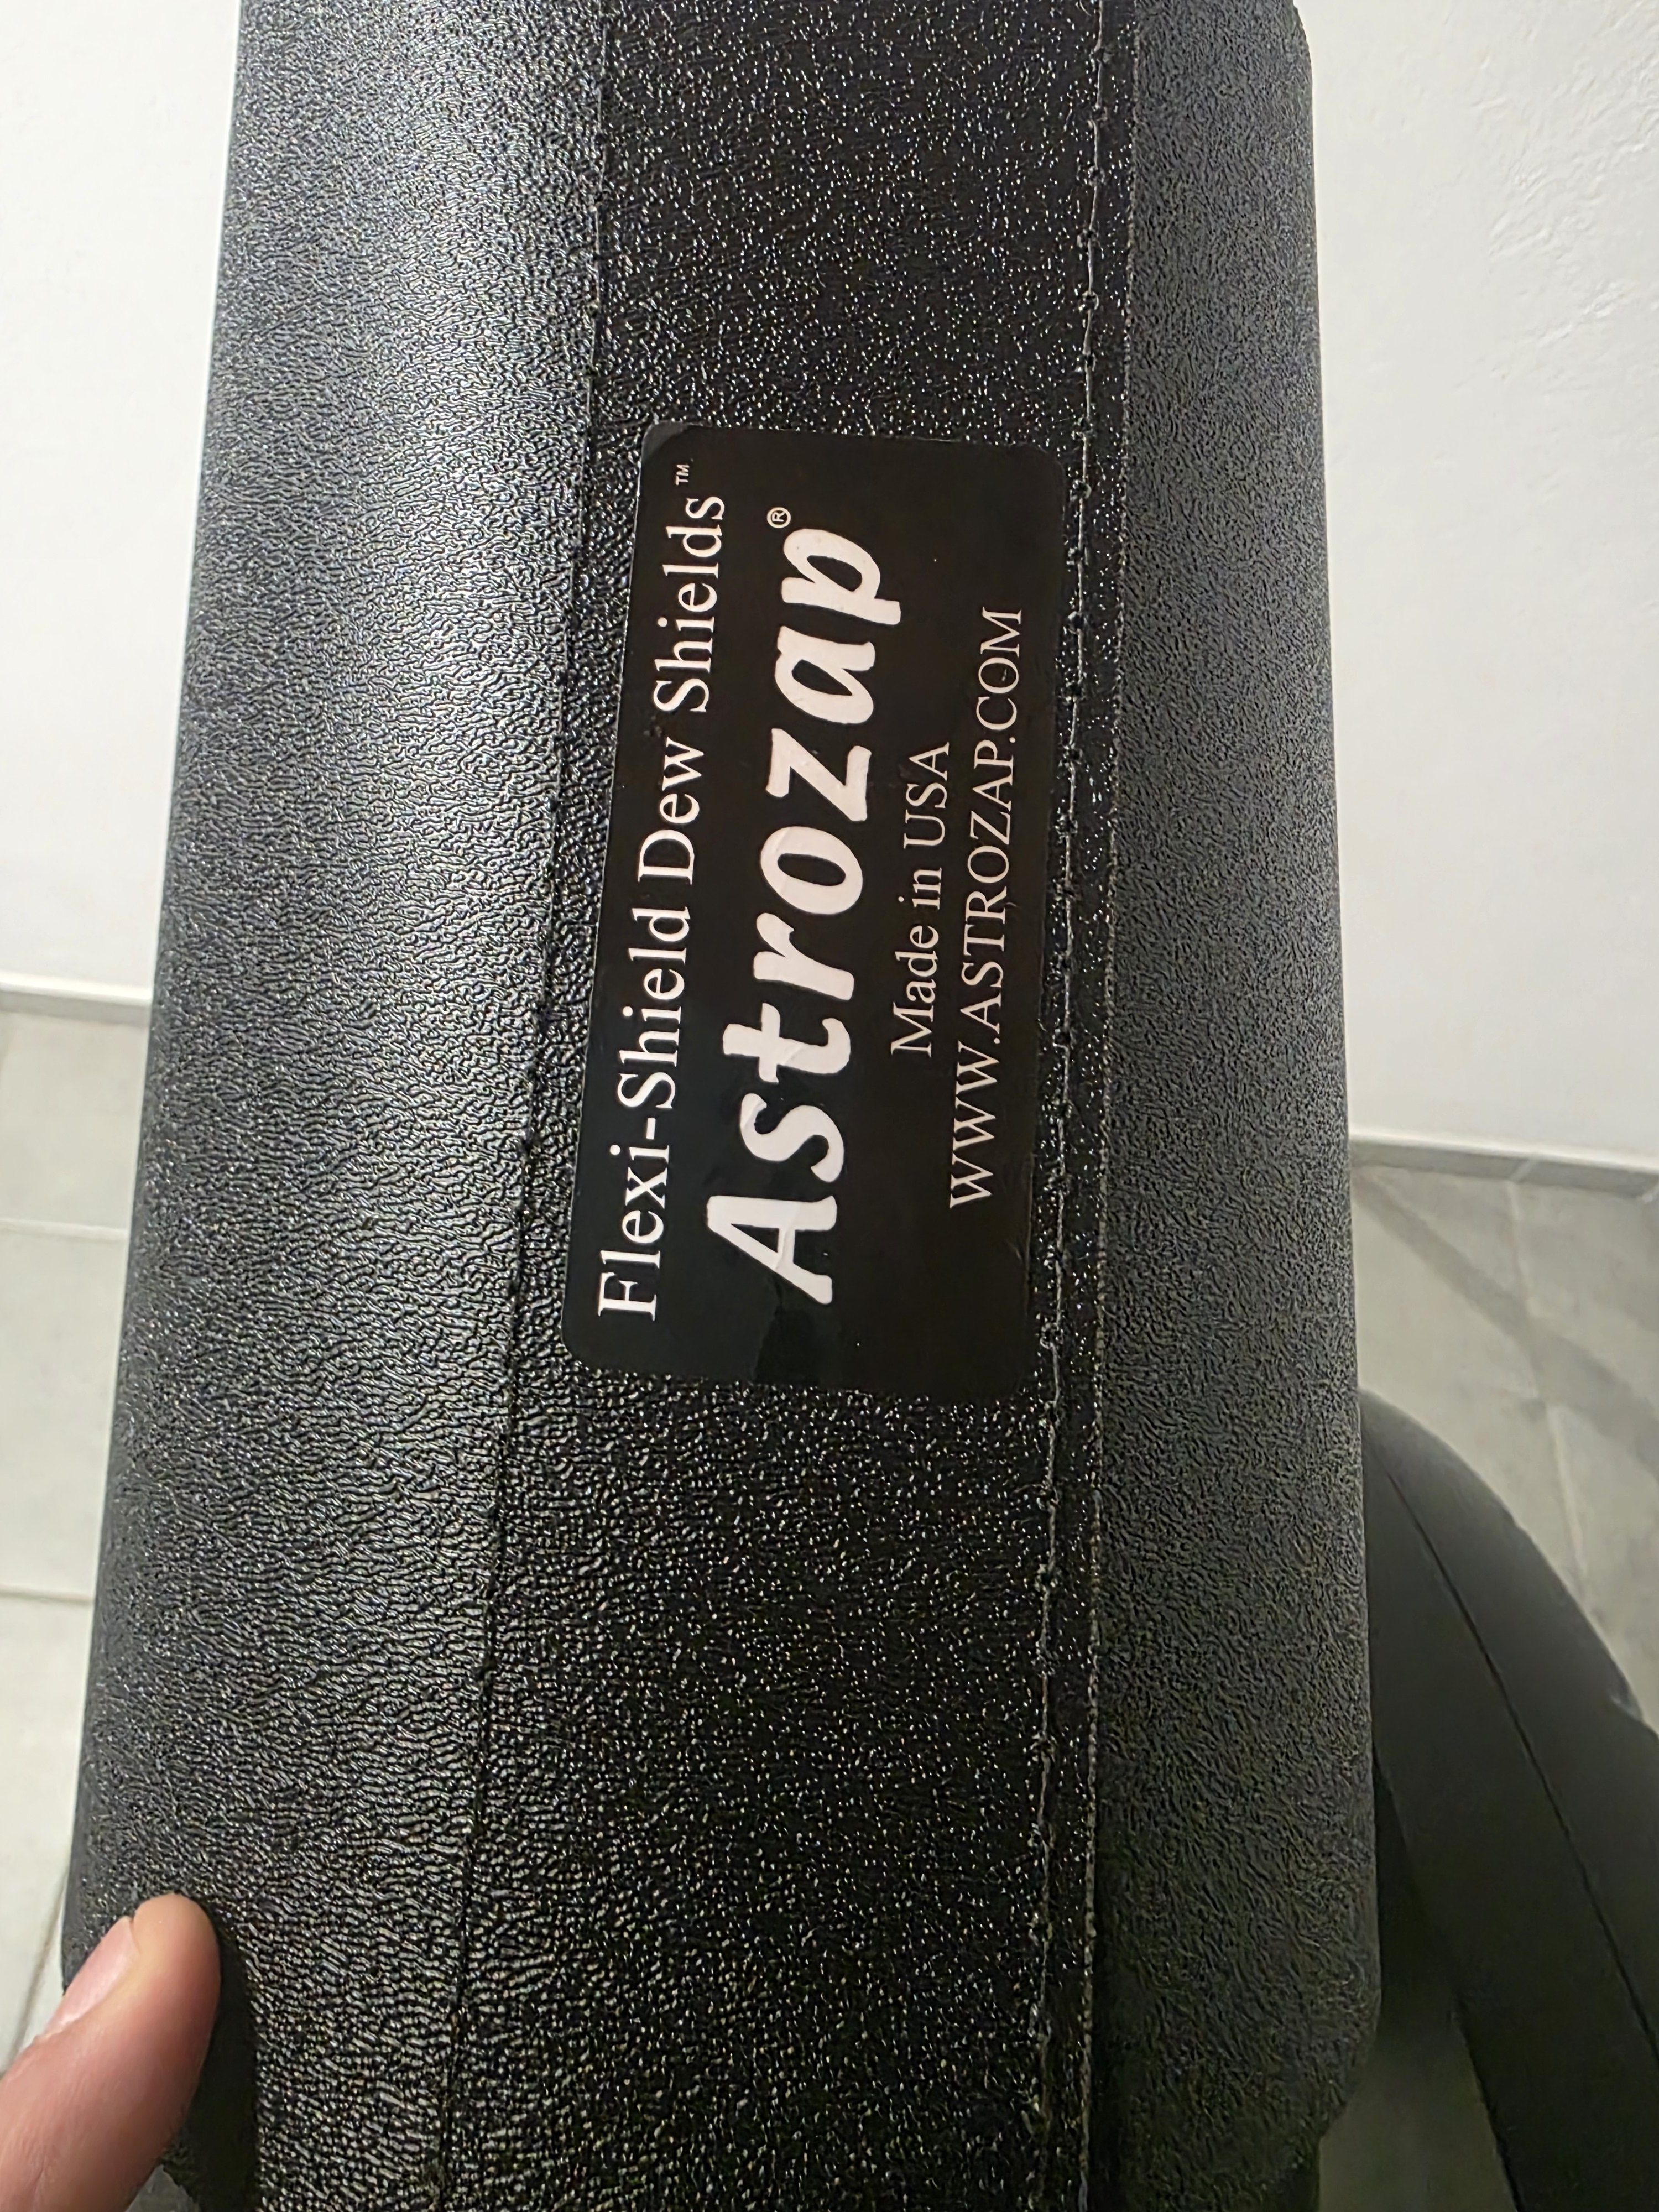 Flexi-Shield Dew Shields™
Astrozap®
Made in USA
WWW.ASTROZAP.COM